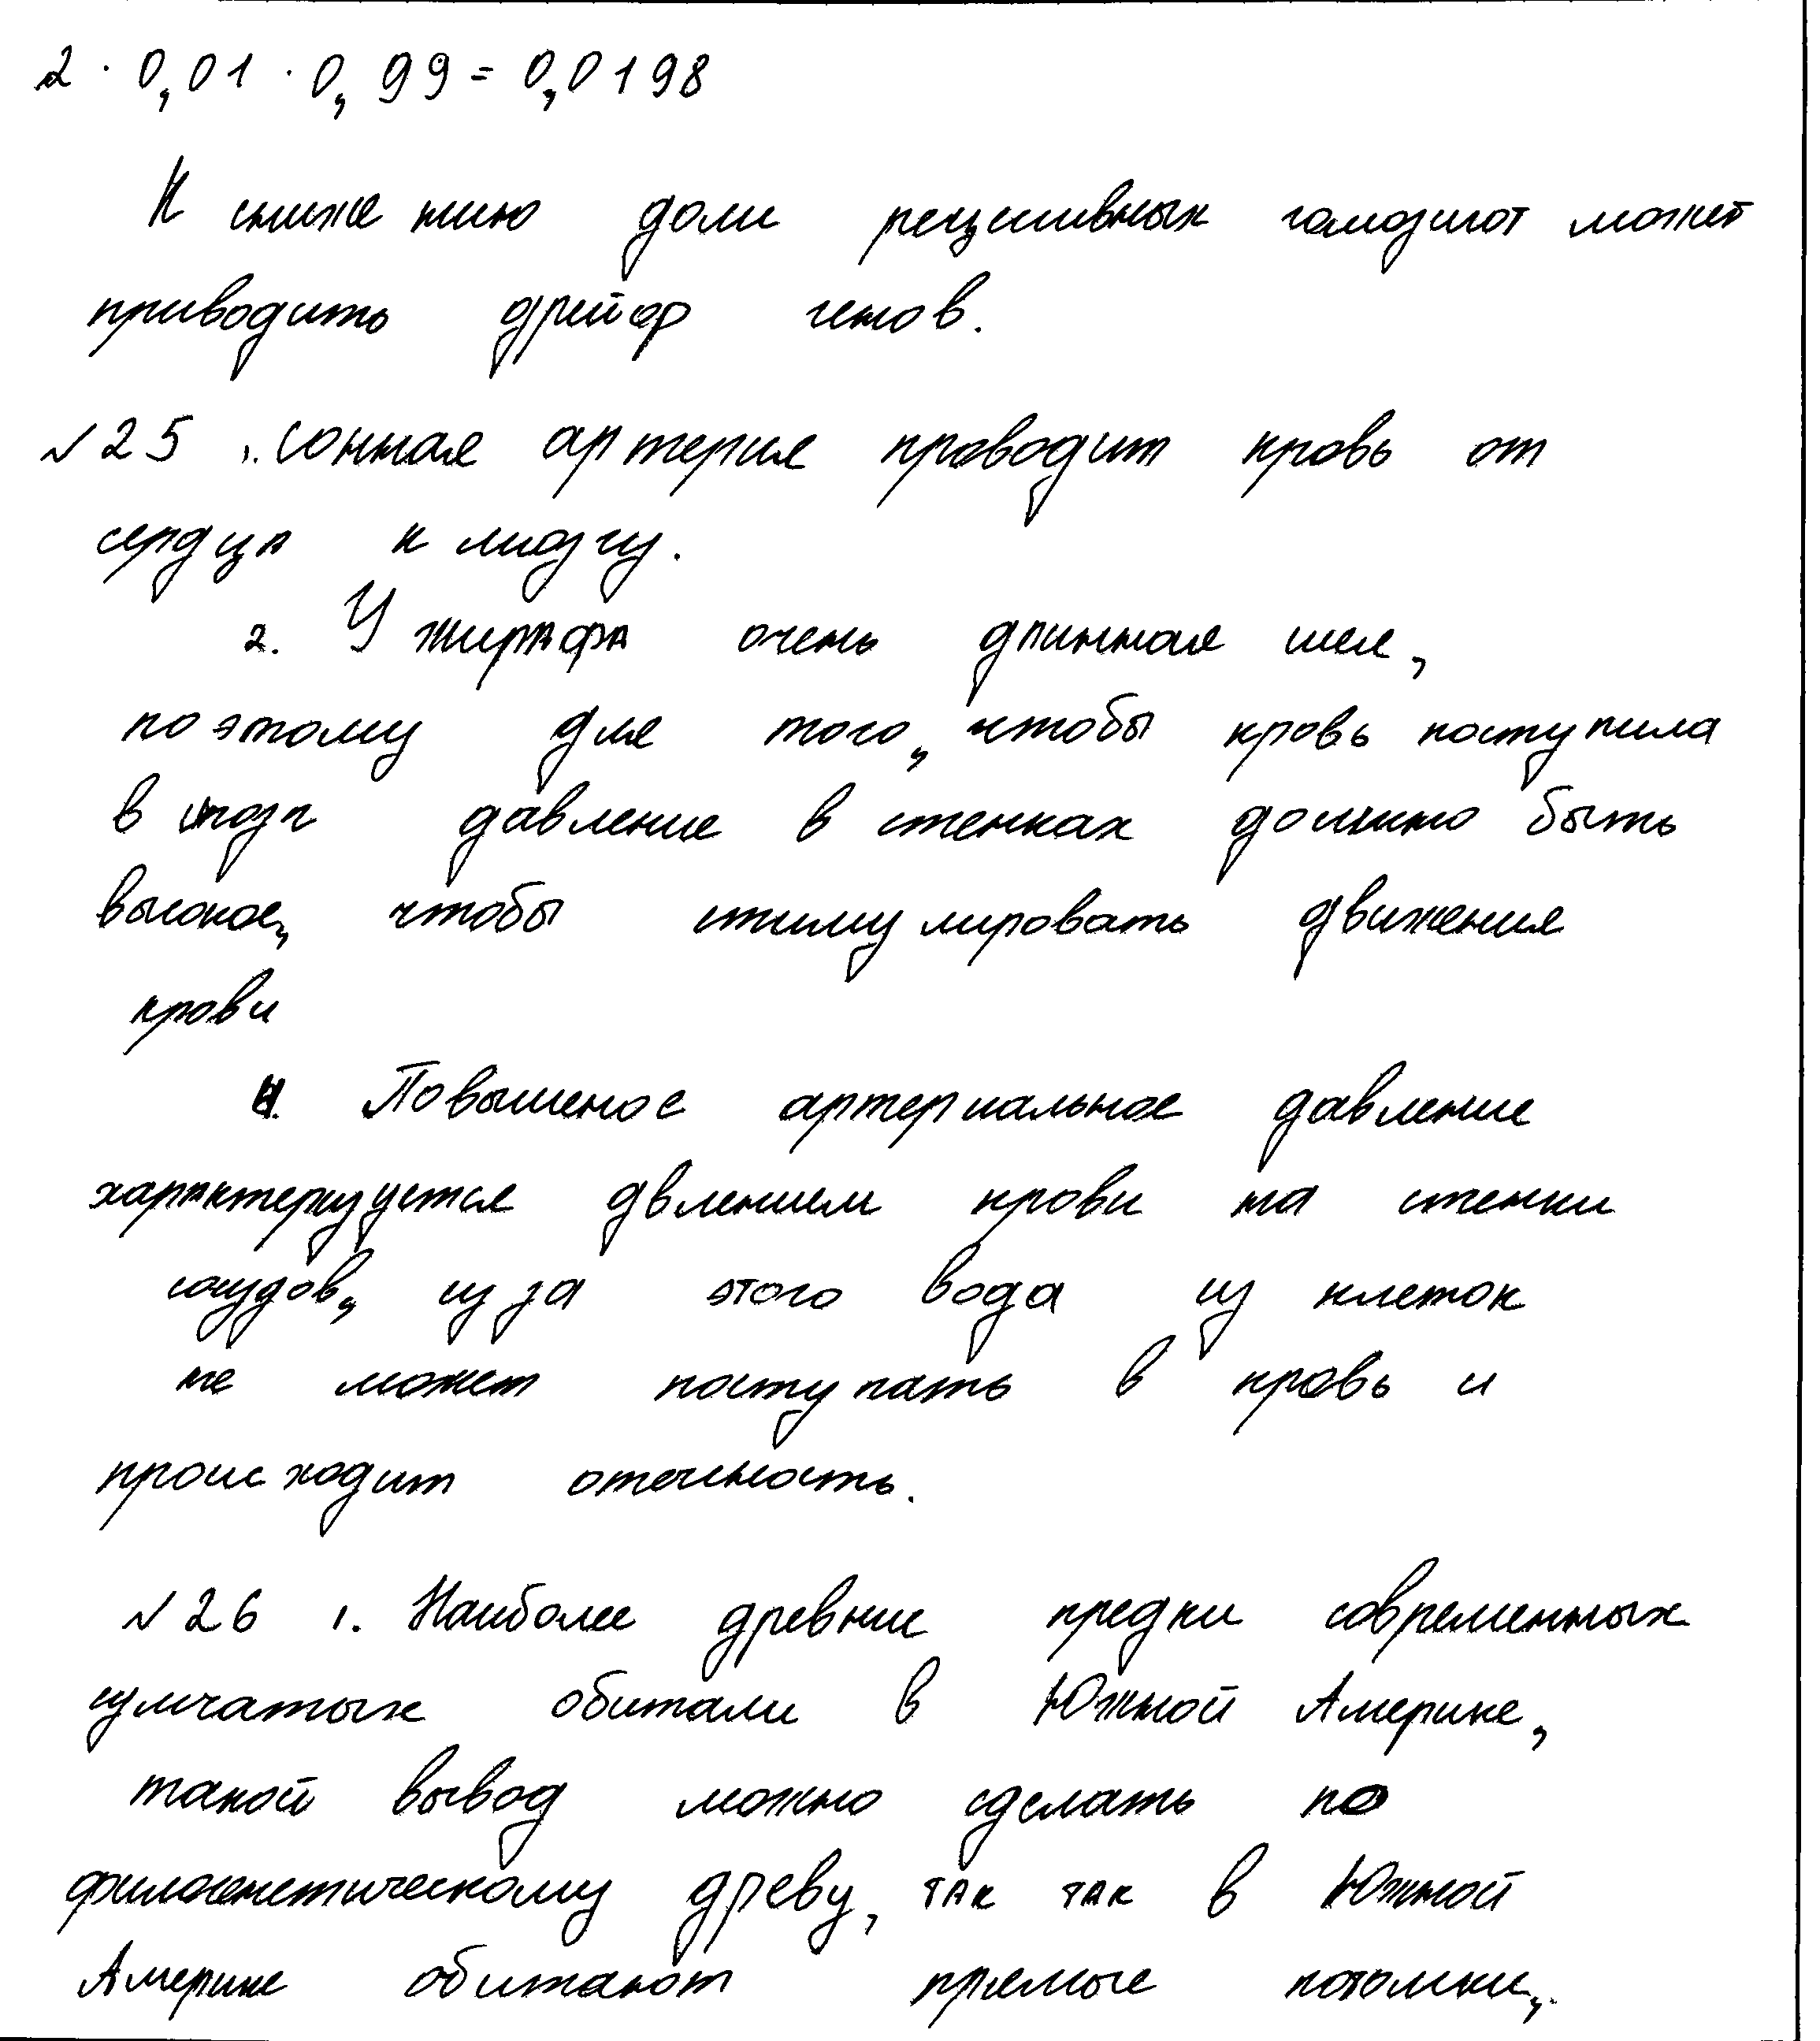 2 · 0,01 · 0,99 = 0,0198
К снижению доли рецессивных гомозигот может
приводить дрейф генов.
№25 1. Сонная артерия проводит кровь от
сердца к мозгу.
2. У жирафа очень длинная шея,
поэтому для того, чтобы кровь поступила
в мозг давление в стенках должно быть
высокое, чтобы стимулировать движения
крови
4. Повышеное артериальное давление
характеризуется двлением крови на стенки
сосудов, из за этого вода из клеток
не может поступать в кровь и
происходит отечность.
№26 1. Наиболее древние предки современных
сумчатых обитали в Южной Америке,
такой вывод можно сделать по
филогенетическому древу, так так в Южной
Америке обитают прямые потомки,